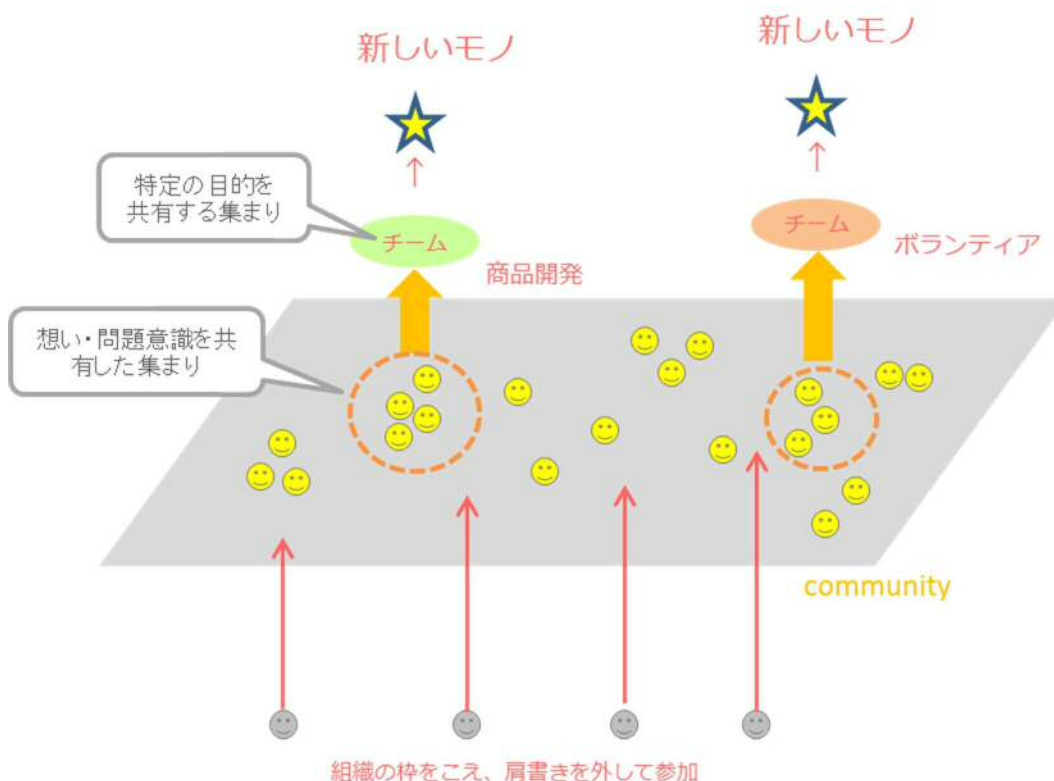 新しいモノ
新しいモノ
特定の目的を
共有する集まり
チーム
チーム
商品開発
ボランティア
想い・問題意識を共
有した集まり
community
組織の枠をこえ、肩書きを外して参加